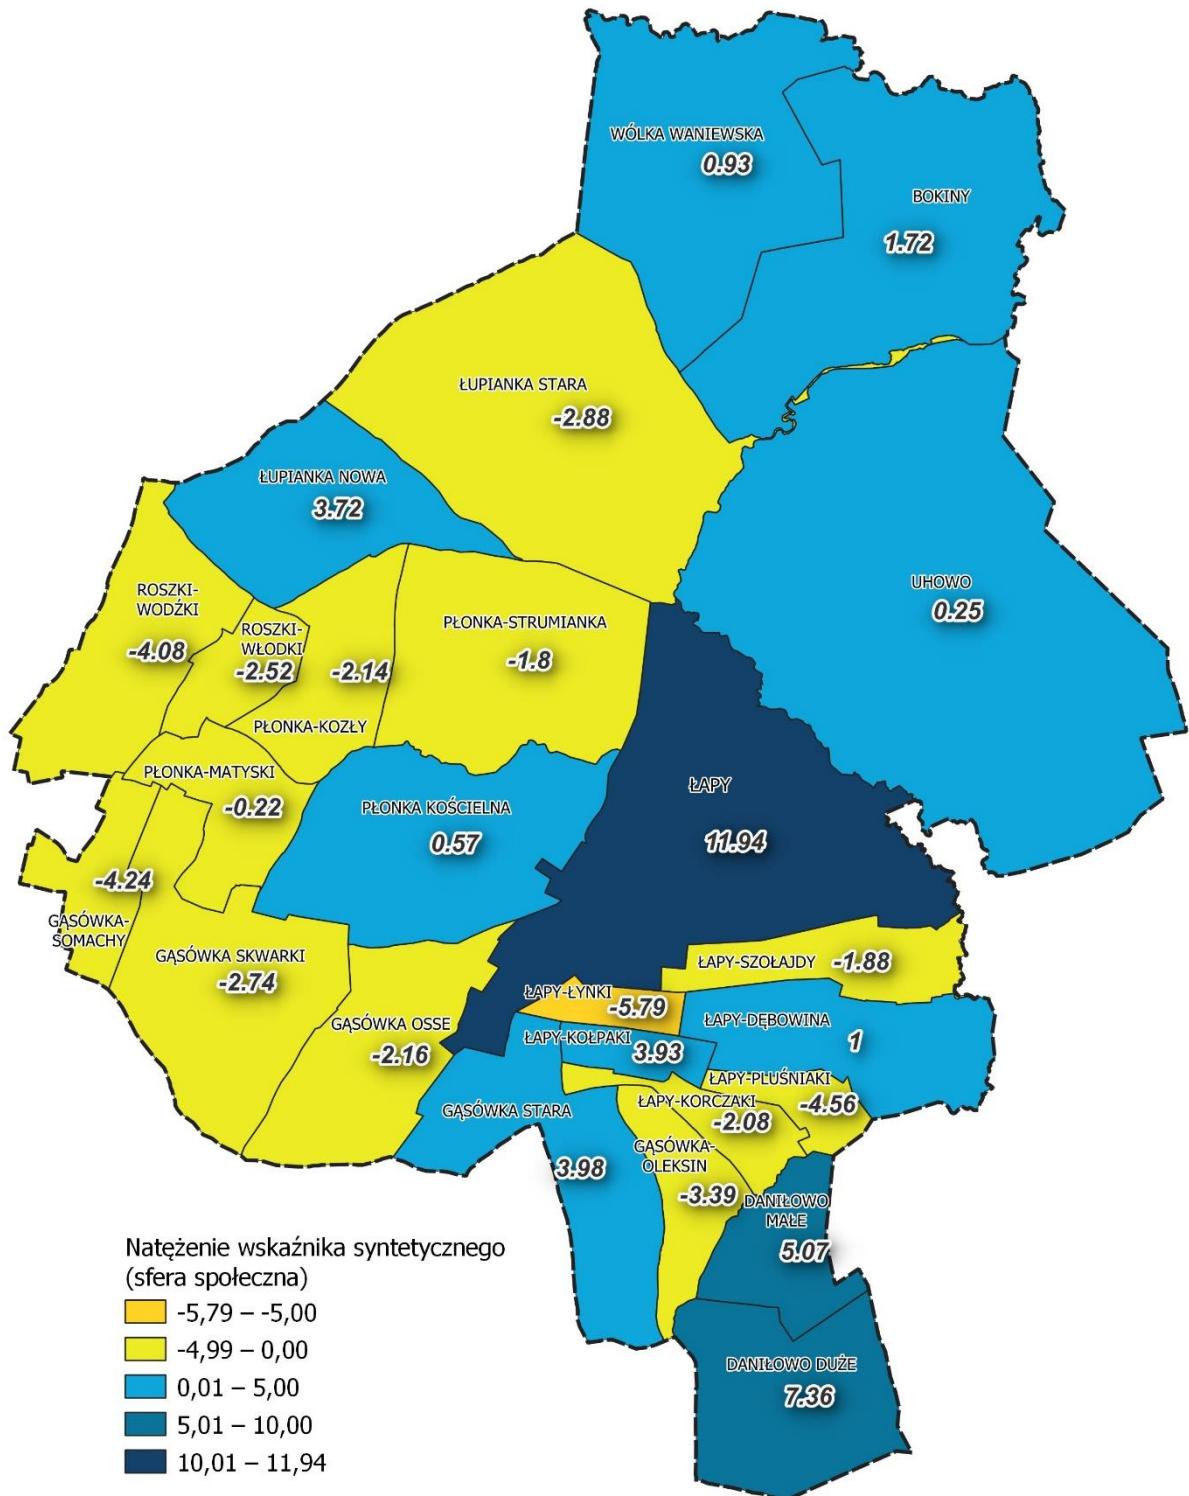 WÓLKA WANIEWSKA
0.93
BOKINY
1.72
ŁUPIANKA STARA
-2.88
ŁUPIANKA NOWA
3.72
UHOWO
0.25
ROSZKI-
WODŹKI
-4.08
ROSZKI-
WŁODKI
-2.52
-2.14
PŁONKA-KOZŁY
PŁONKA-STRUMIANKA
-1.8
PŁONKA-MATYSKI
-0.22
PŁONKA KOŚCIELNA
0.57
ŁAPY
11.94
-4.24
GĄSÓWKA-
SOMACHY
GĄSÓWKA SKWARKI
-2.74
ŁAPY-SZOŁAJDY
-1.88
ŁAPY-ŁYNKI
-5.79
GĄSÓWKA OSSE
-2.16
ŁAPY-KOŁPAKI
3.93
ŁAPY-DĘBOWINA
1
ŁAPY-PLUŚNIAKI
-4.56
ŁAPY-KORCZAKI
-2.08
GĄSÓWKA STARA
3.98
GĄSÓWKA-
OLEKSIN
-3.39
DANIŁOWO
MAŁE
5.07
DANIŁOWO DUŻE
7.36
Natężenie wskaźnika syntetycznego
(sfera społeczna)
-5,79 – -5,00
-4,99 – 0,00
0,01 – 5,00
5,01 – 10,00
10,01 – 11,94